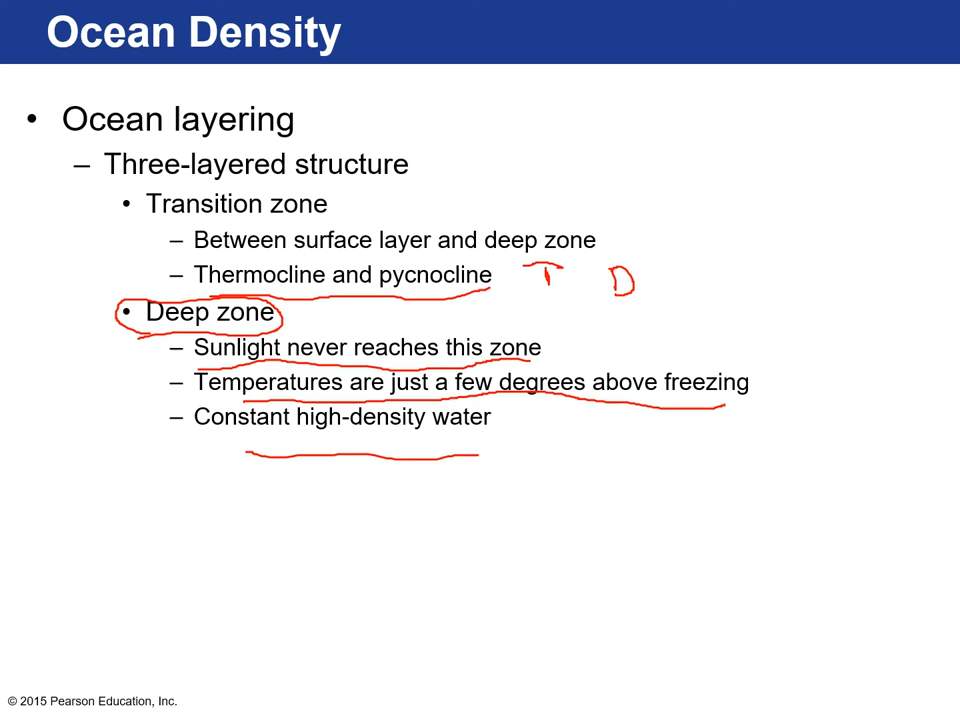 Ocean Density
• Ocean layering
– Three-layered structure
• Transition zone
– Between surface layer and deep zone
– Thermocline and pycnocline T D
• Deep zone
– Sunlight never reaches this zone
– Temperatures are just a few degrees above freezing
– Constant high-density water
© 2015 Pearson Education, Inc.